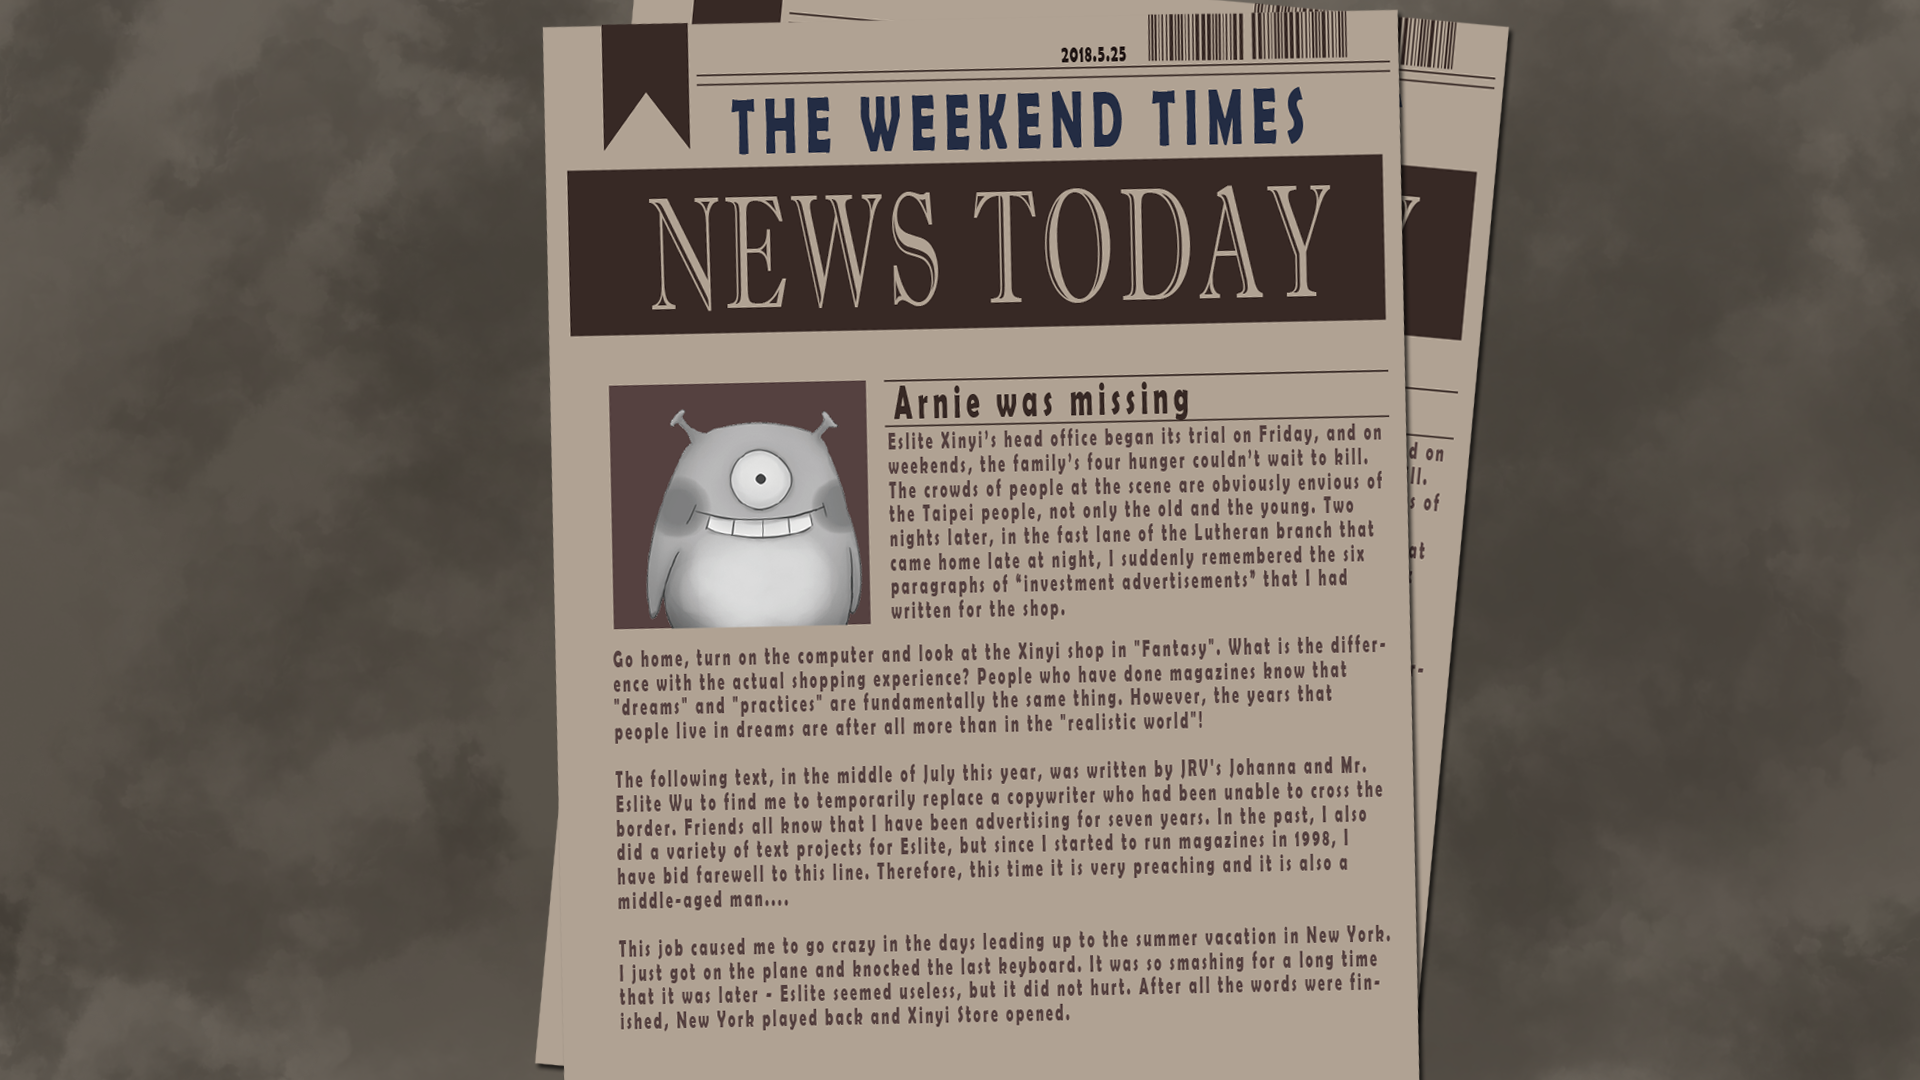 2018.5.25
THE WEEKEND TIMES
NEWS TODAY
Arnie was missing
Eslite Xinyi's head office began its trial on Friday, and on
weekends, the family's four hunger couldn't wait to kill.
The crowds of people at the scene are obviously envious of
the Taipei people, not only the old and the young. Two
nights later, in the fast lane of the Lutheran branch that
came home late at night, I suddenly remembered the six
paragraphs of “investment advertisements” that I had
written for the shop.
Go home, turn on the computer and look at the Xinyi shop in "Fantasy". What is the differ-
ence with the actual shopping experience? People who have done magazines know that
"dreams" and "practices" are fundamentally the same thing. However, the years that
people live in dreams are after all more than in the "realistic world"!
The following text, in the middle of July this year, was written by JRV's Johanna and Mr.
Eslite Wu to find me to temporarily replace a copywriter who had been unable to cross the
border. Friends all know that I have been advertising for seven years. In the past, I also
did a variety of text projects for Eslite, but since I started to run magazines in 1998, I
have bid farewell to this line. Therefore, this time it is very preaching and it is also a
middle-aged man....
This job caused me to go crazy in the days leading up to the summer vacation in New York.
I just got on the plane and knocked the last keyboard. It was so smashing for a long time
that it was later - Eslite seemed useless, but it did not hurt. After all the words were fin-
ished, New York played back and Xinyi Store opened.
Y
d on
ll.
s of
at
r-